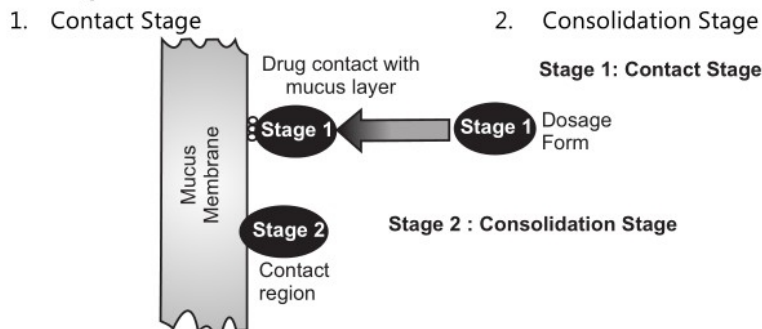 1. Contact Stage
2. Consolidation Stage
Stage 1: Contact Stage
Drug contact with
mucus layer
Stage 1
Stage 1
Dosage
Form
Mucus
Membrane
Stage 2
Stage 2 : Consolidation Stage
Contact
region